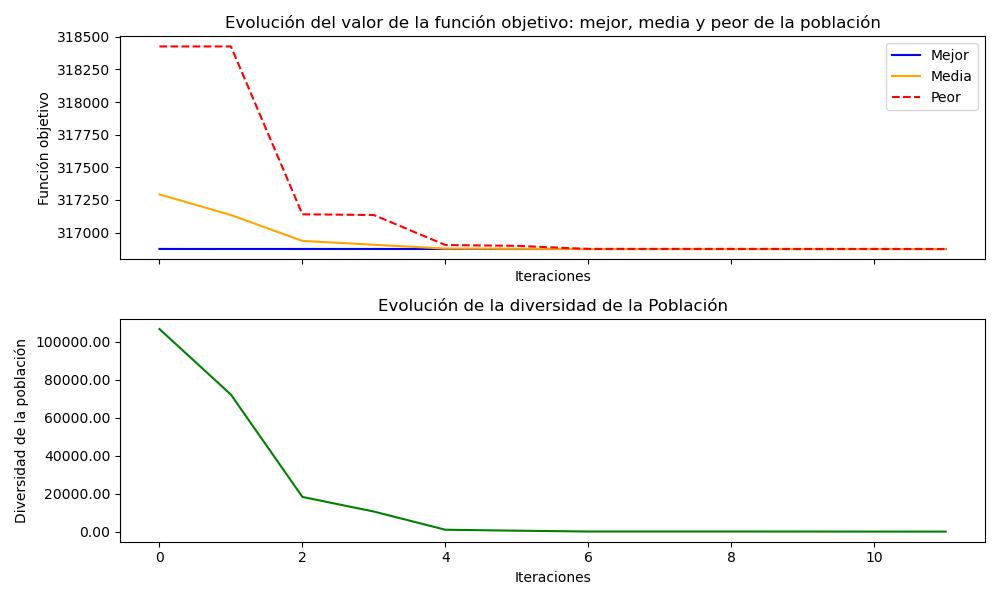 Evolución del valor de la función objetivo: mejor, media y peor de la población
318500
318250
318000
317750
317500
317250
317000
Función objetivo
Mejor
Media
Peor
Iteraciones
Evolución de la diversidad de la Población
100000.00
80000.00
60000.00
40000.00
20000.00
0.00
Diversidad de la población
0 2 4 6 8 10
Iteraciones